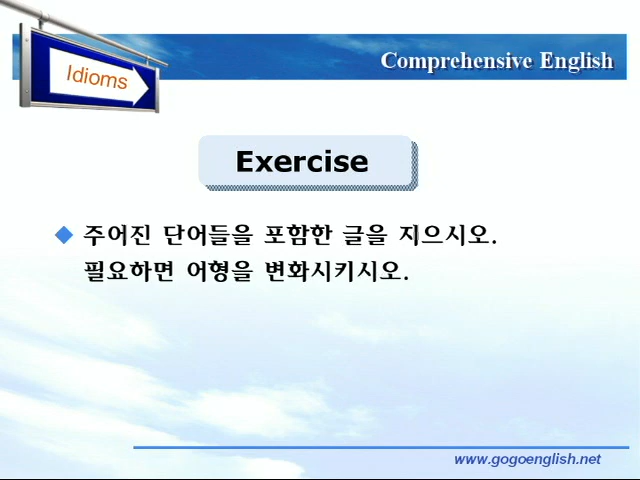 Idioms
Comprehensive English
Exercise
주어진 단어들을 포함한 글을 지으시오.
필요하면 어형을 변화시키시오.
www.gogoenglish.net